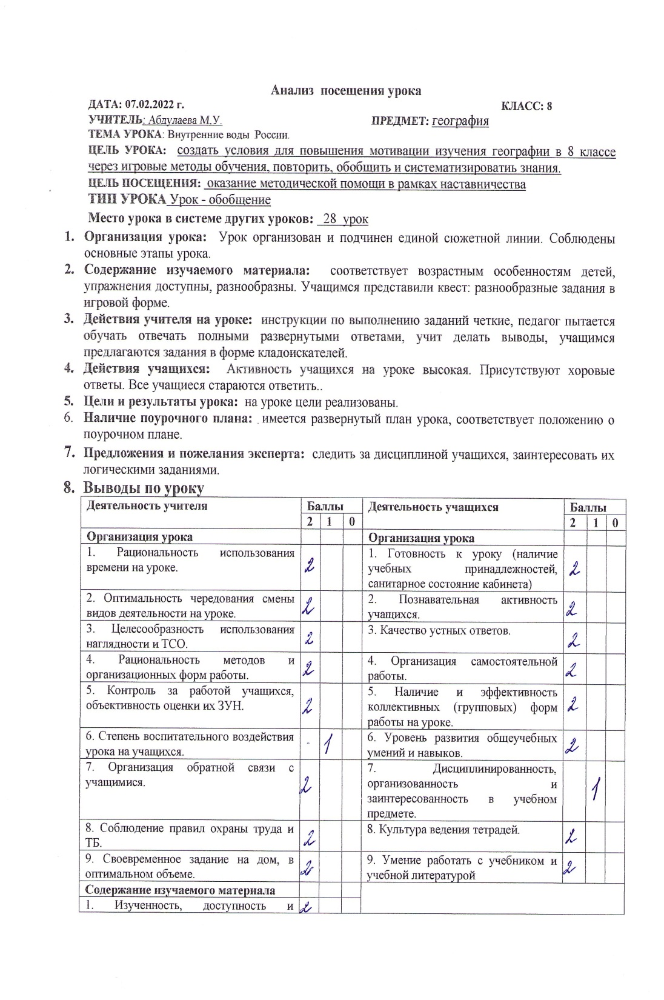 Анализ посещения урока
ДАТА: 07.02.2022 г. КЛАСС: 8
УЧИТЕЛЬ: Абдулаева М.У. ПРЕДМЕТ: география
ТЕМА УРОКА: Внутренние воды России.
ЦЕЛЬ УРОКА: создать условия для повышения мотивации изучения географии в 8 классе
через игровые методы обучения, повторить, обобщить и систематизироватиь знания.
ЦЕЛЬ ПОСЕЩЕНИЯ: оказание методической помощи в рамках наставничества
ТИП УРОКА Урок - обобщение
Место урока в системе других уроков: 28 урок
1. Организация урока: Урок организован и подчинен единой сюжетной линии. Соблюдены
основные этапы урока.
2. Содержание изучаемого материала: соответствует возрастным особенностям детей,
упражнения доступны, разнообразны. Учащимся представили квест: разнообразные задания в
игровой форме.
3. Действия учителя на уроке: инструкции по выполнению заданий четкие, педагог пытается
обучать отвечать полными развернутыми ответами, учит делать выводы, учащимся
предлагаются задания в форме кладоискателей.
4. Действия учащихся: Активность учащихся на уроке высокая. Присутствуют хоровые
ответы. Все учащиеся стараются ответить..
5. Цели и результаты урока: на уроке цели реализованы.
6. Наличие поурочного плана: имеется развернутый план урока, соответствует положению о
поурочном плане.
7. Предложения и пожелания эксперта: следить за дисциплиной учащихся, заинтересовать их
логическими заданиями.
8. Выводы по уроку
Деятельность учителя Баллы Деятельность учащихся Баллы
2 1 0 2 1 0
Организация урока Организация урока
1. Рациональность использования
времени на уроке. 2
1. Готовность к уроку (наличие
учебных принадлежностей,
санитарное состояние кабинета) 2
2. Оптимальность чередования смены
видов деятельности на уроке. 2
2. Познавательная активность
учащихся. 2
3. Целесообразность использования
наглядности и ТСО. 2
3. Качество устных ответов. 2
4. Рациональность методов и
организационных форм работы. 2
4. Организация самостоятельной
работы. 2
5. Контроль за работой учащихся,
объективность оценки их ЗУН. 2
5. Наличие и эффективность
коллективных (групповых) форм
работы на уроке. 2
6. Степень воспитательного воздействия
урока на учащихся. 1
6. Уровень развития общеучебных
умений и навыков. 2
7. Организация обратной связи с
учащимися. 2
7. Дисциплинированность,
организованность и
заинтересованность в учебном
предмете. 1
8. Соблюдение правил охраны труда и
ТБ. 2
8. Культура ведения тетрадей. 2
9. Своевременное задание на дом, в
оптимальном объеме. 2
9. Умение работать с учебником и
учебной литературой 2
Содержание изучаемого материала
1. Изученность, доступность и 2